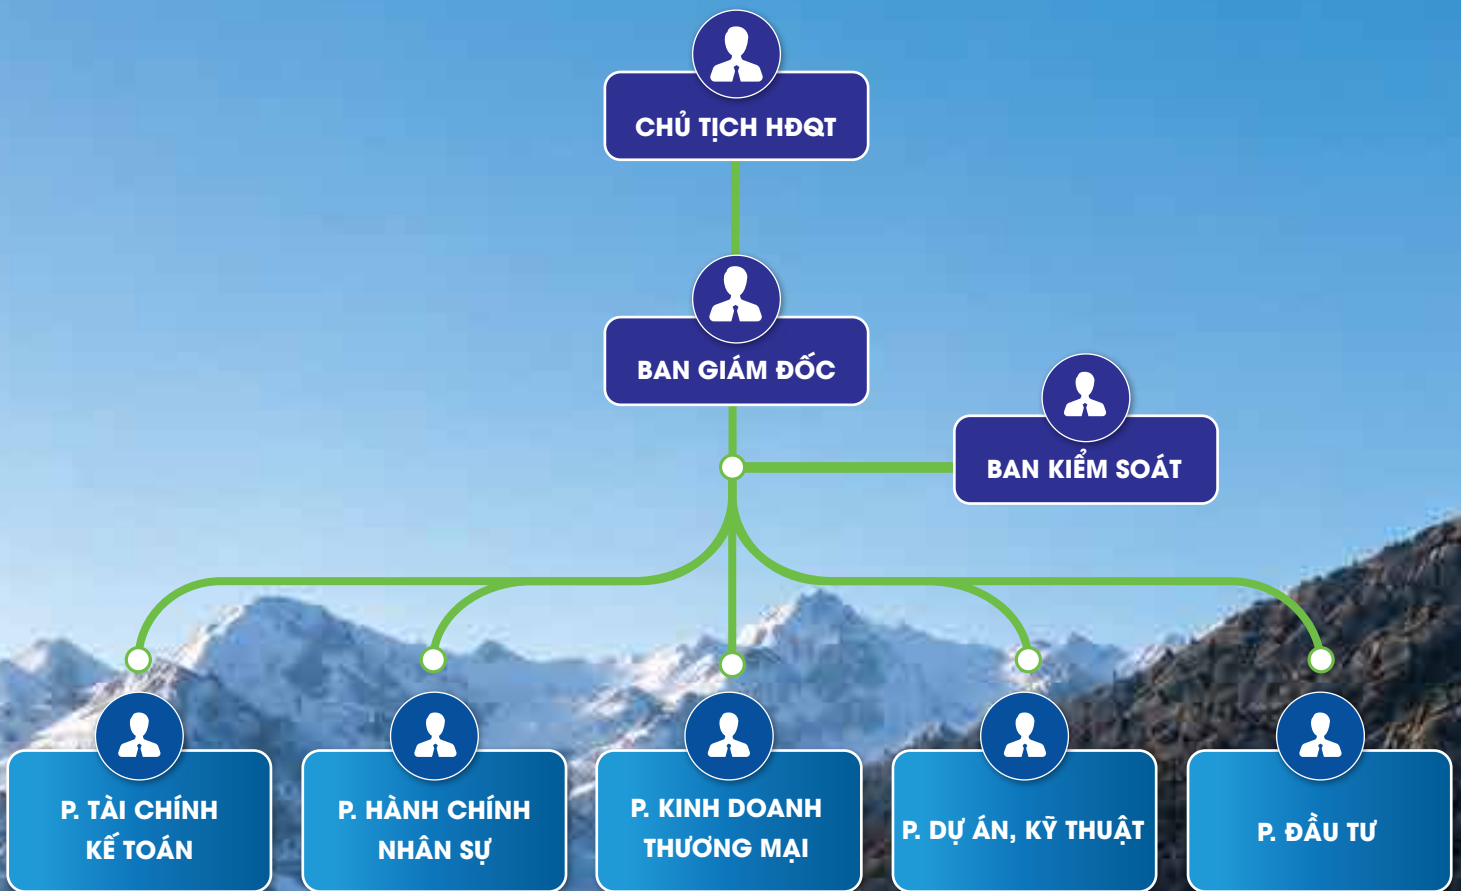 CHỦ TỊCH HĐQT
BAN GIÁM ĐỐC
BAN KIỂM SOÁT
P. TÀI CHÍNH
KẾ TOÁN
P. HÀNH CHÍNH
NHÂN SỰ
P. KINH DOANH
THƯƠNG MẠI
P. DỰ ÁN, KỸ THUẬT
P. ĐẦU TƯ